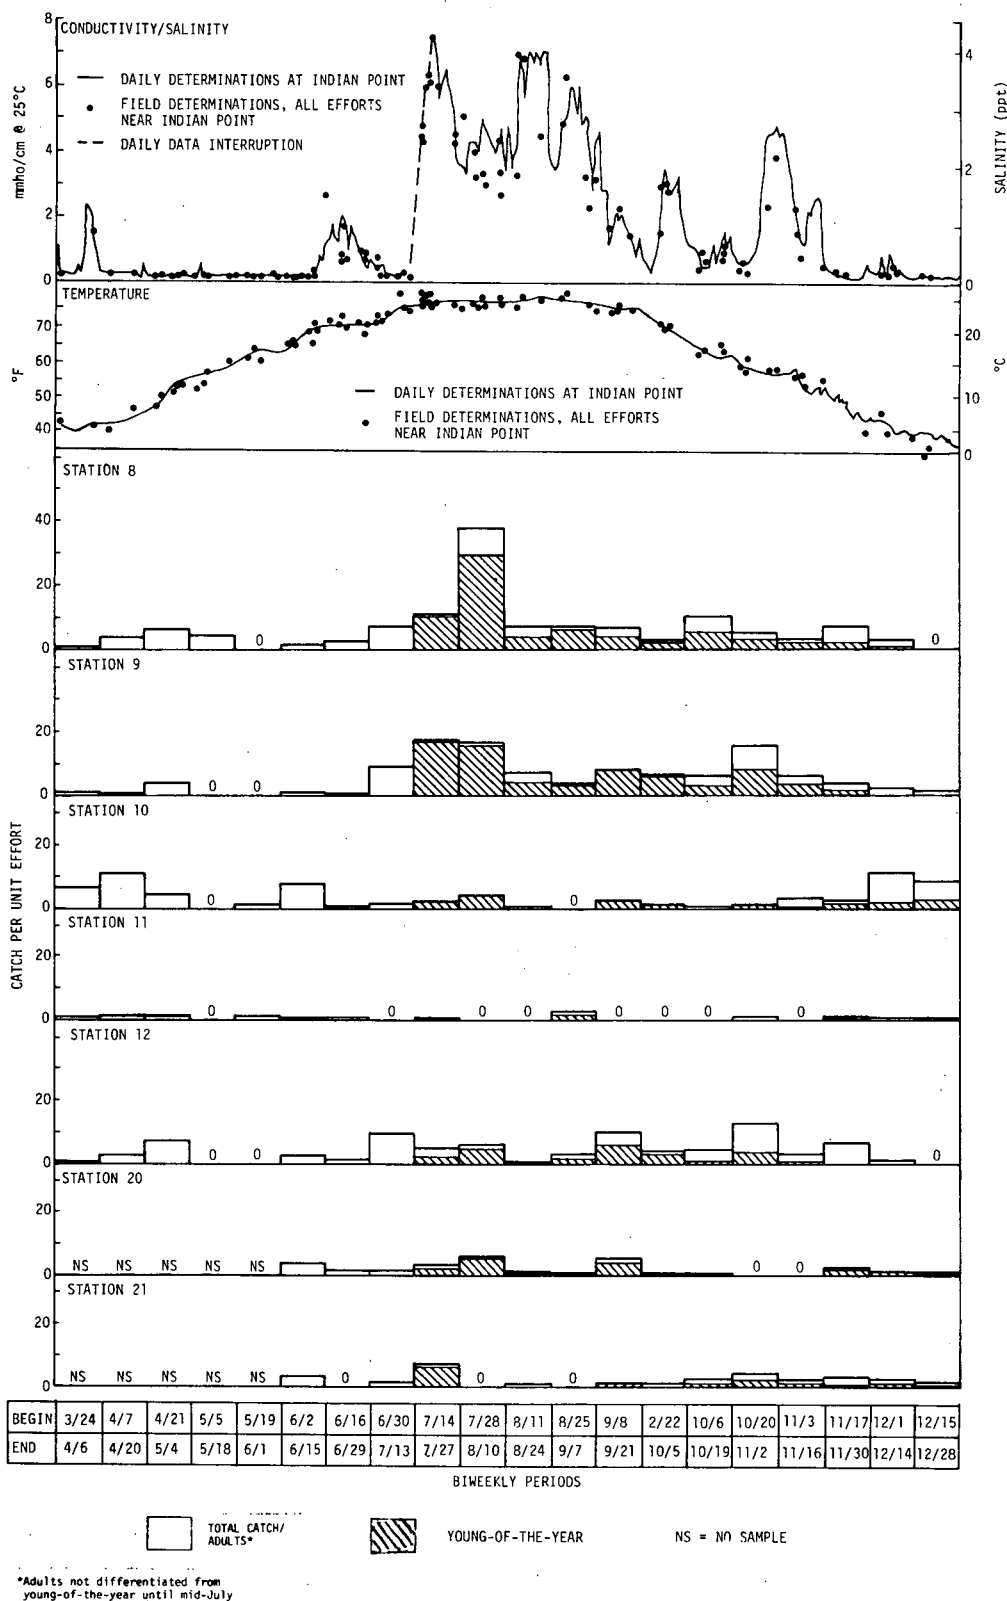 CONDUCTIVITY/SALINITY
DAILY DETERMINATIONS AT INDIAN POINT
FIELD DETERMINATIONS, ALL EFFORTS
NEAR INDIAN POINT
DAILY DATA INTERRUPTION
mmho/cm @ 25°C
8
6
4
2
0
SALINITY (ppt)
4
2
0
TEMPERATURE
°F
70
60
50
40
°C
20
10
0
DAILY DETERMINATIONS AT INDIAN POINT
FIELD DETERMINATIONS, ALL EFFORTS
NEAR INDIAN POINT
CATCH PER UNIT EFFORT
STATION 8
40
20
0
0 0
STATION 9
20
0
0 0
STATION 10
20
0
0 0
STATION 11
20
0
0 0 0 0 0 0 0 0
STATION 12
20
0
0 0 0
STATION 20
20
0
NS NS NS NS NS 0 0
STATION 21
20
0
NS NS NS NS NS 0 0 0
BEGIN 3/24 4/7 4/21 5/5 5/19 6/2 6/16 6/30 7/14 7/28 8/11 8/25 9/8 2/22 10/6 10/20 11/3 11/17 12/1 12/15
END 4/6 4/20 5/4 5/18 6/1 6/15 6/29 7/13 7/27 8/10 8/24 9/7 9/21 10/5 10/19 11/2 11/16 11/30 12/14 12/28
BIWEEKLY PERIODS
TOTAL CATCH/
ADULTS*
YOUNG-OF-THE-YEAR
NS = NO SAMPLE
*Adults not differentiated from
young-of-the-year until mid-July